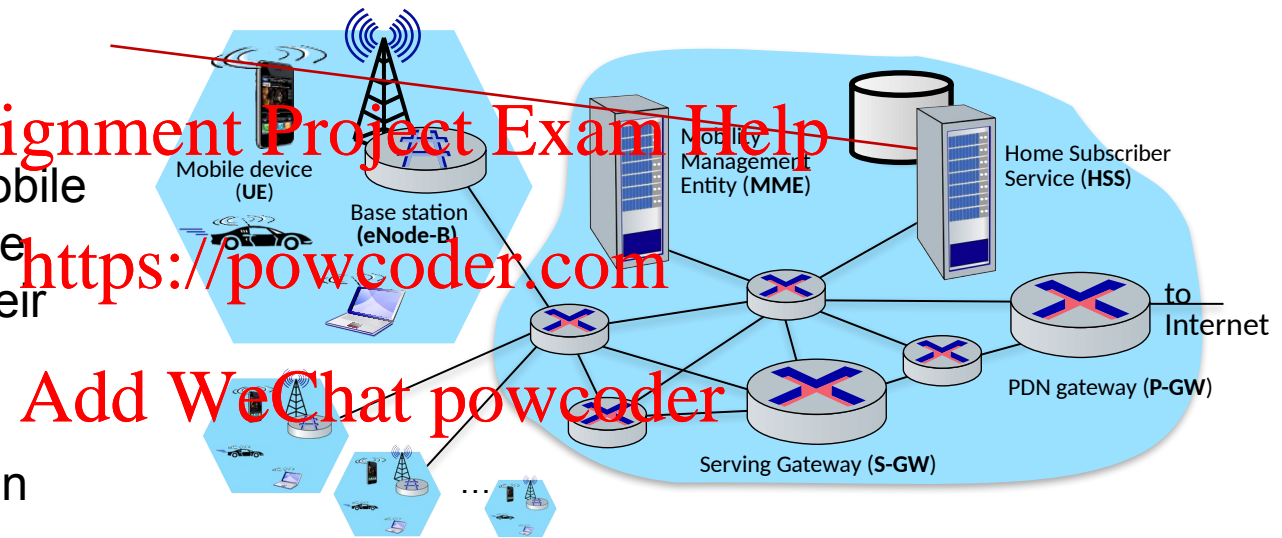 ignment Project Exam Help
obile
e
eir
n
https://powcoder.com
Add WeChat powcoder
Mobile device
(UE)
Base station
(eNode-B)
Mobility
Management
Entity (MME)
Home Subscriber
Service (HSS)
to
Internet
PDN gateway (P-GW)
Serving Gateway (S-GW)
...